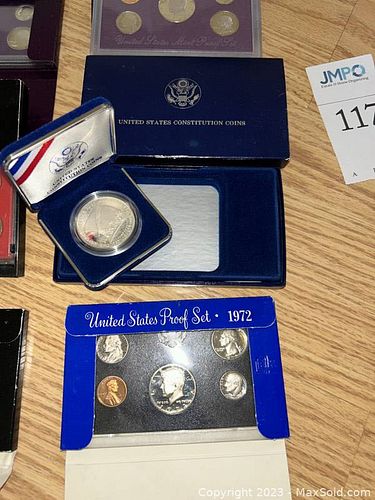 United States Mint Proof Set
JMPO
117
UNITED STATES CONSTITUTION COINS
United States Proof Set · 1972
Copyright © 2023 - MaxSold.com